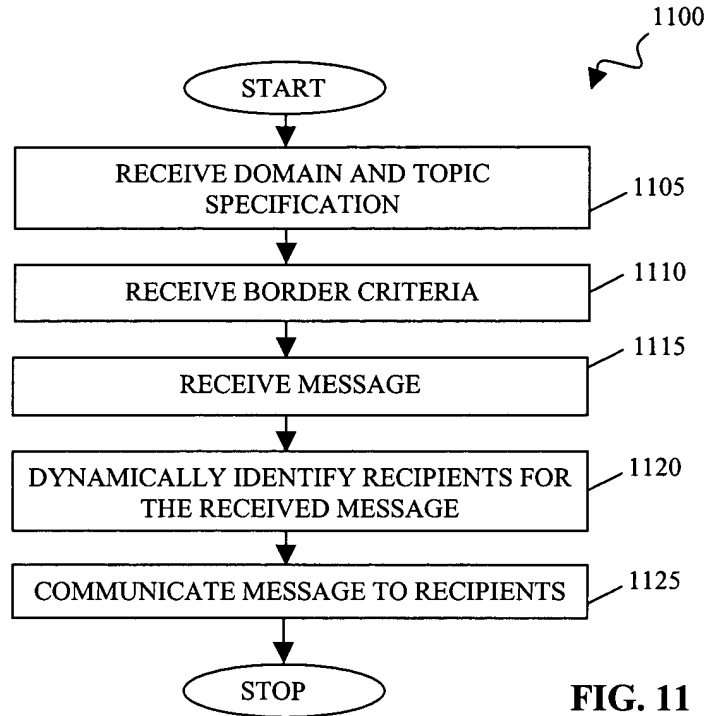 1100
START
RECEIVE DOMAIN AND TOPIC
SPECIFICATION
1105
RECEIVE BORDER CRITERIA
1110
RECEIVE MESSAGE
1115
DYNAMICALLY IDENTIFY RECIPIENTS FOR
THE RECEIVED MESSAGE
1120
COMMUNICATE MESSAGE TO RECIPIENTS
1125
STOP
FIG. 11